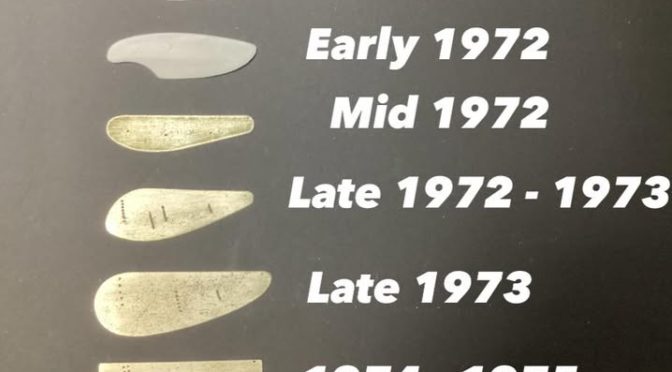 Early 1972
Mid 1972
Late 1972 - 1973
Late 1973